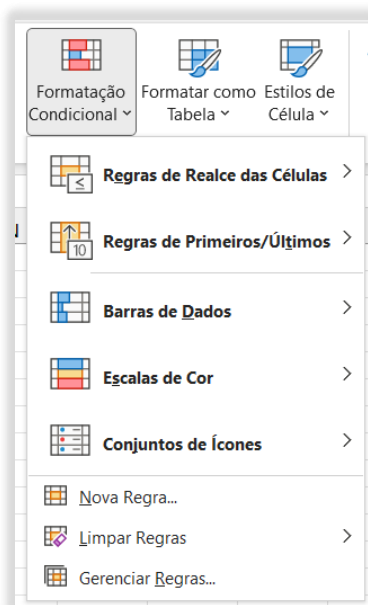 Formatação Condicional
Formatar como Tabela
Estilos de Célula
N
Regras de Realce das Células
Regras de Primeiros/Últimos
10
Barras de Dados
Escalas de Cor
Conjuntos de Ícones
Nova Regra...
Limpar Regras
Gerenciar Regras...